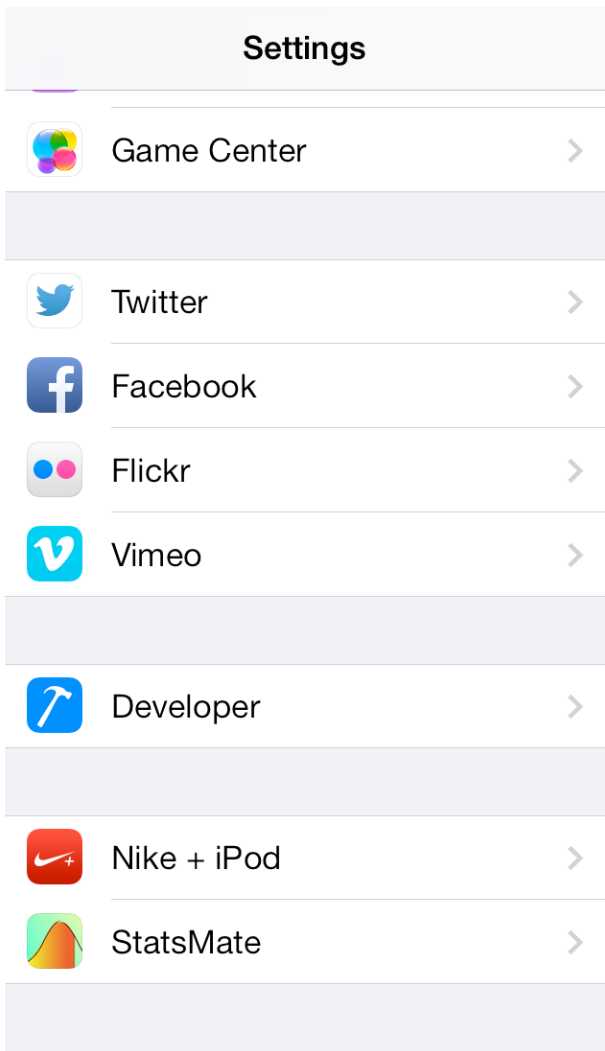 Settings
Game Center
Twitter
Facebook
Flickr
Vimeo
Developer
Nike + iPod
StatsMate